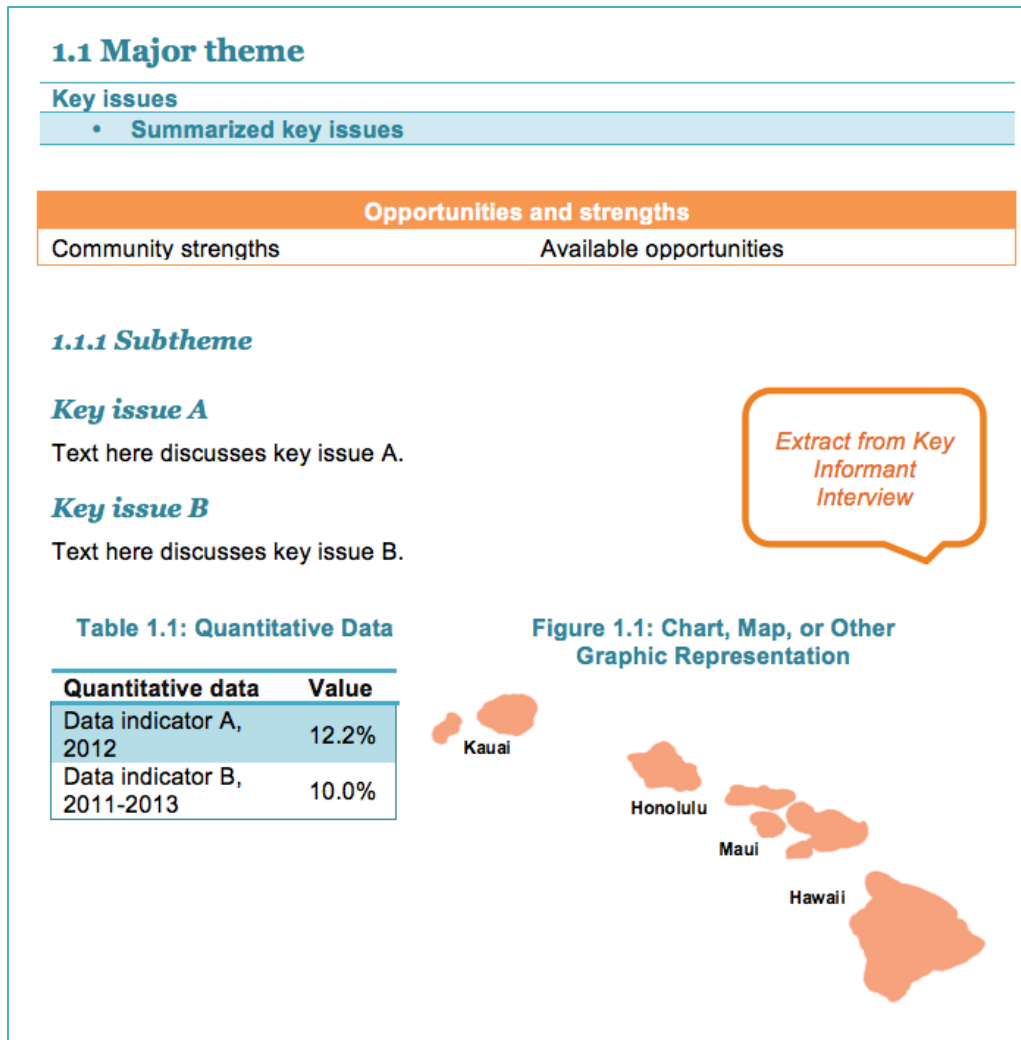 1.1 Major theme
Key issues
• Summarized key issues
Opportunities and strengths
Community strengths Available opportunities
1.1.1 Subtheme
Key issue A
Text here discusses key issue A.
Extract from Key
Informant
Interview
Key issue B
Text here discusses key issue B.
Table 1.1: Quantitative Data
Quantitative data Value
Data indicator A,
2012 12.2%
Data indicator B,
2011-2013 10.0%
Figure 1.1: Chart, Map, or Other
Graphic Representation
Kauai
Honolulu
Maui
Hawaii